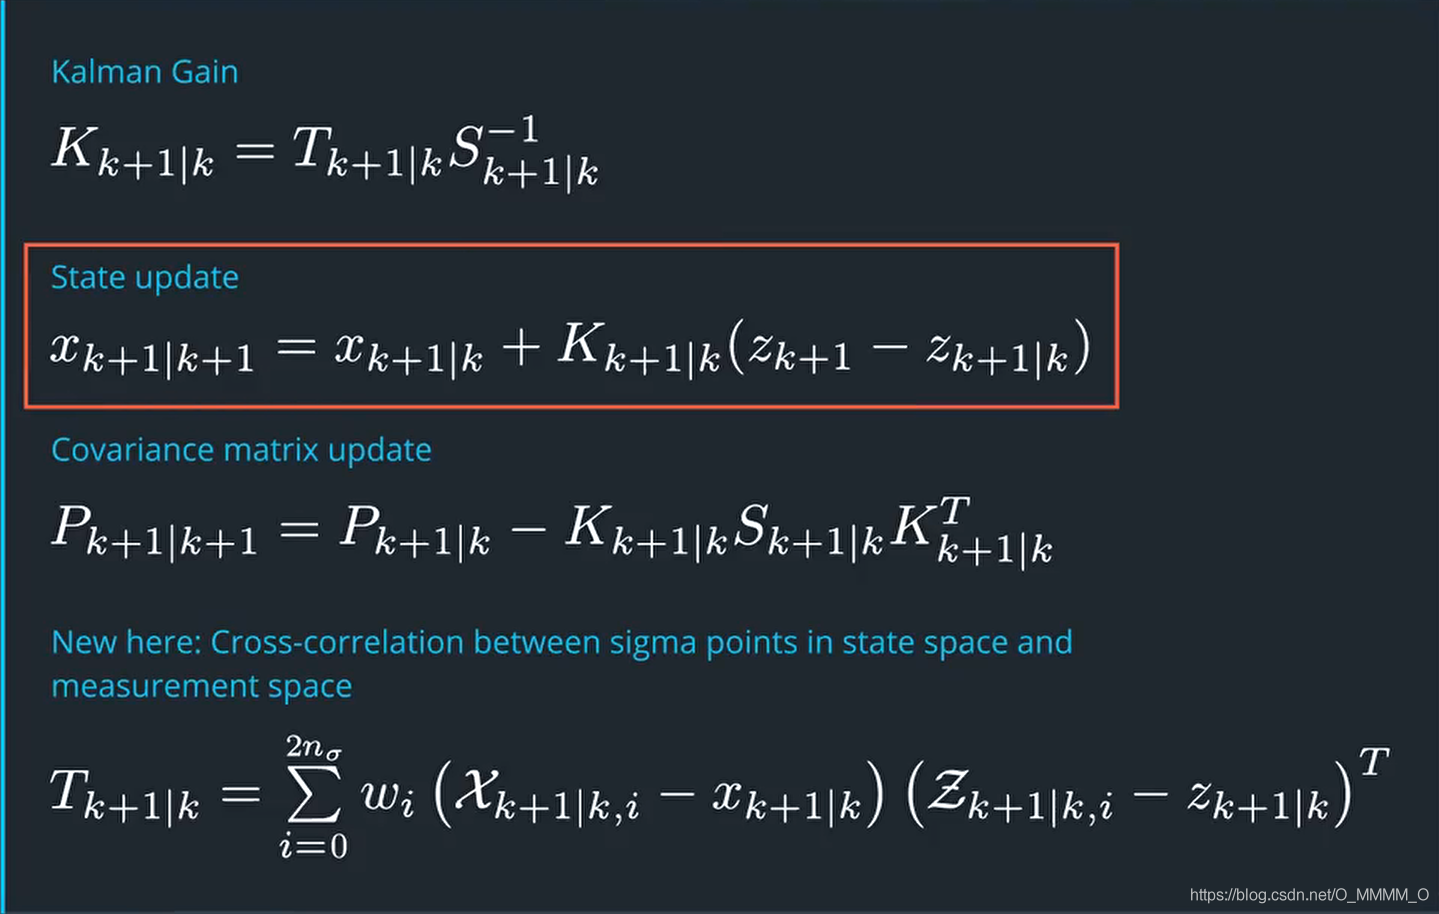 Kalman Gain
$K_{k+1|k} = T_{k+1|k} S^{-1}_{k+1|k}$
State update
$x_{k+1|k+1} = x_{k+1|k} + K_{k+1|k}(z_{k+1} - z_{k+1|k})$
Covariance matrix update
$P_{k+1|k+1} = P_{k+1|k} - K_{k+1|k} S_{k+1|k} K^{T}_{k+1|k}$
New here: Cross-correlation between sigma points in state space and
measurement space
$T_{k+1|k} = \sum_{i=0}^{2n_\sigma} w_i \left(\mathcal{X}_{k+1|k,i} - x_{k+1|k}\right) \left(\mathcal{Z}_{k+1|k,i} - z_{k+1|k}\right)^T$
https://blog.csdn.net/O_MMMM_O